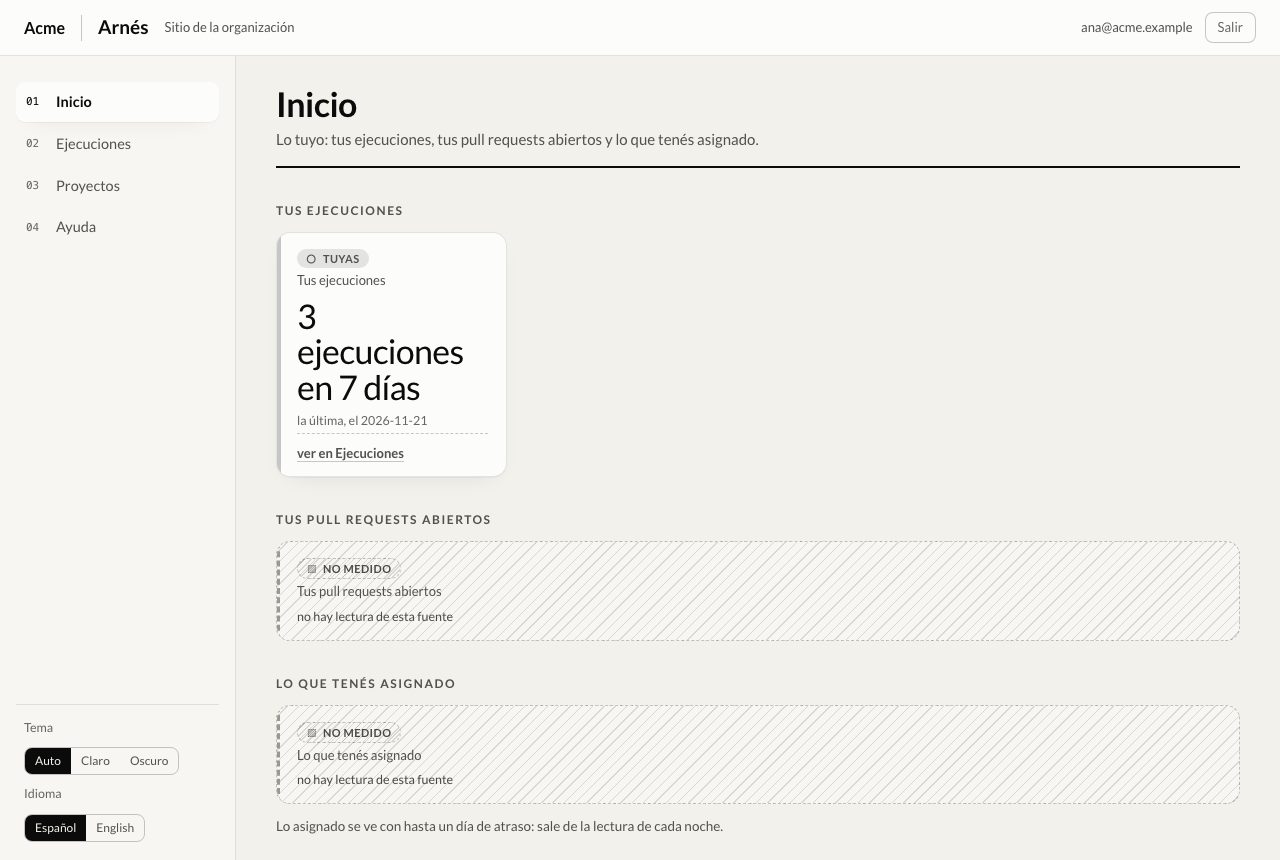 Acme
Arnés
Sitio de la organización
ana@acme.example
Salir
01 Inicio
02 Ejecuciones
03 Proyectos
04 Ayuda
Tema
Auto Claro Oscuro
Idioma
Español English
Inicio
Lo tuyo: tus ejecuciones, tus pull requests abiertos y lo que tenés asignado.
TUS EJECUCIONES
TUYAS
Tus ejecuciones
3
ejecuciones
en 7 días
la última, el 2026-11-21
ver en Ejecuciones
TUS PULL REQUESTS ABIERTOS
NO MEDIDO
Tus pull requests abiertos
no hay lectura de esta fuente
LO QUE TENÉS ASIGNADO
NO MEDIDO
Lo que tenés asignado
no hay lectura de esta fuente
Lo asignado se ve con hasta un día de atraso: sale de la lectura de cada noche.